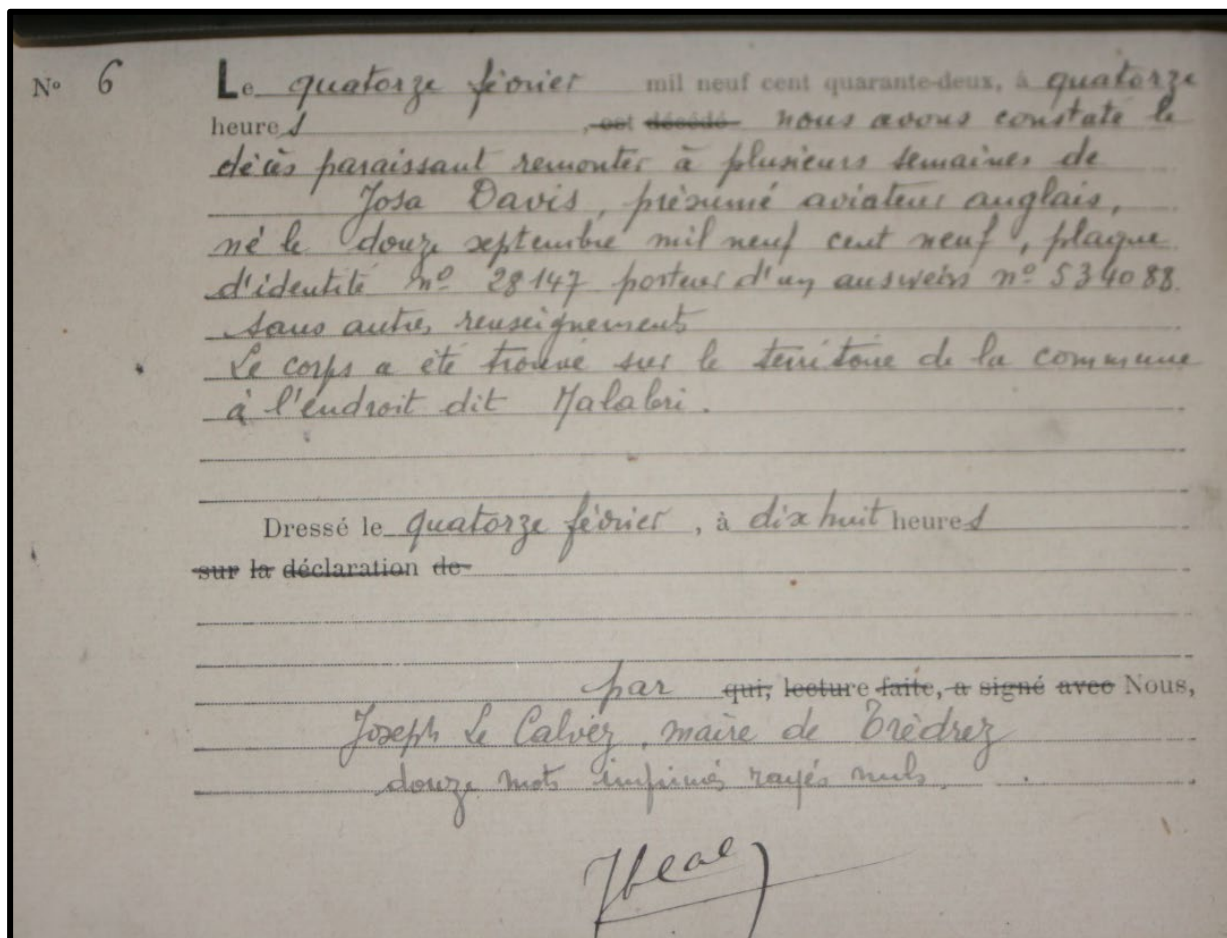 N° 6 Le quatorze février mil neuf cent quarante-deux, à quatorze
heures, est décédé nous avons constaté le
décès paraissant remonter à plusieurs semaines de
Josa Davis, présumé aviateur anglais,
né le douze septembre mil neuf cent neuf, plaque
d'identité n° 28147 porteur d'un ausweirs n° 534088.
sans autres renseignements
Le corps a été trouvé sur le territoire de la commune
à l'endroit dit
Dressé le quatorze février, à dix huit heures
sur la déclaration de
par qui, lecture faite, a signé avec Nous,
Joseph Le Calvez, maire de Trèdrez
douze mots imprimés rayés nuls.